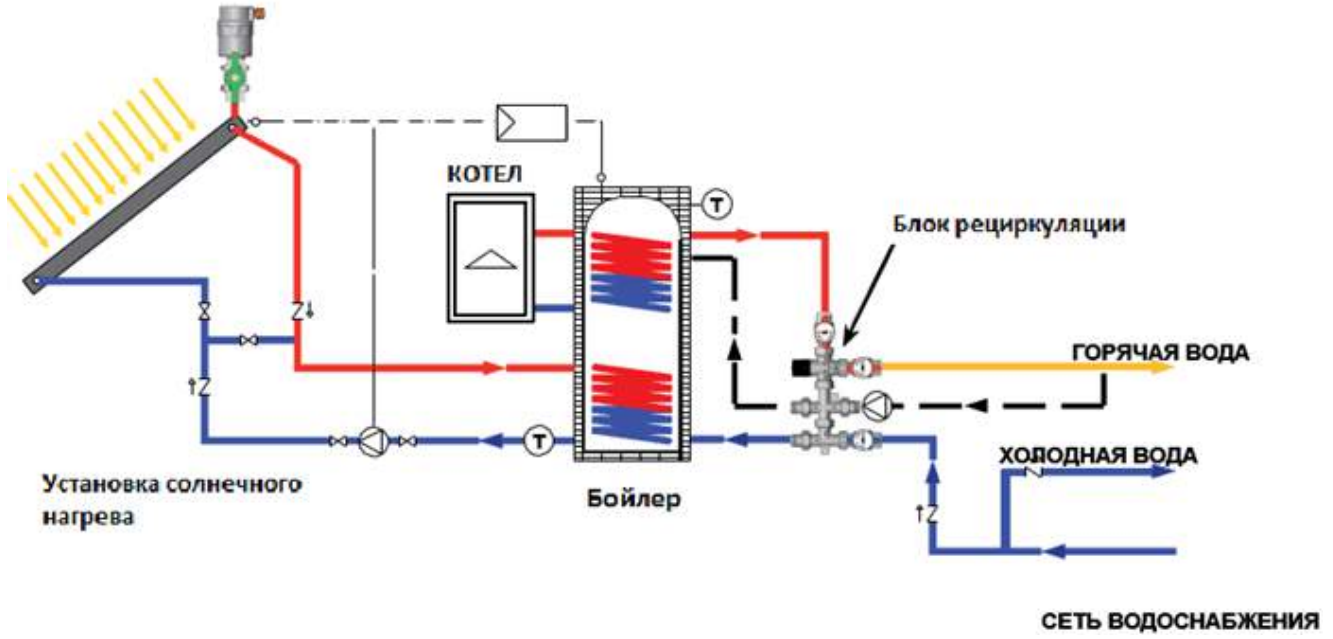 КОТЕЛ
T
Блок рециркуляции
ГОРЯЧАЯ ВОДА
T
ХОЛОДНАЯ ВОДА
Установка солнечного
нагрева
Бойлер
СЕТЬ ВОДОСНАБЖЕНИЯ